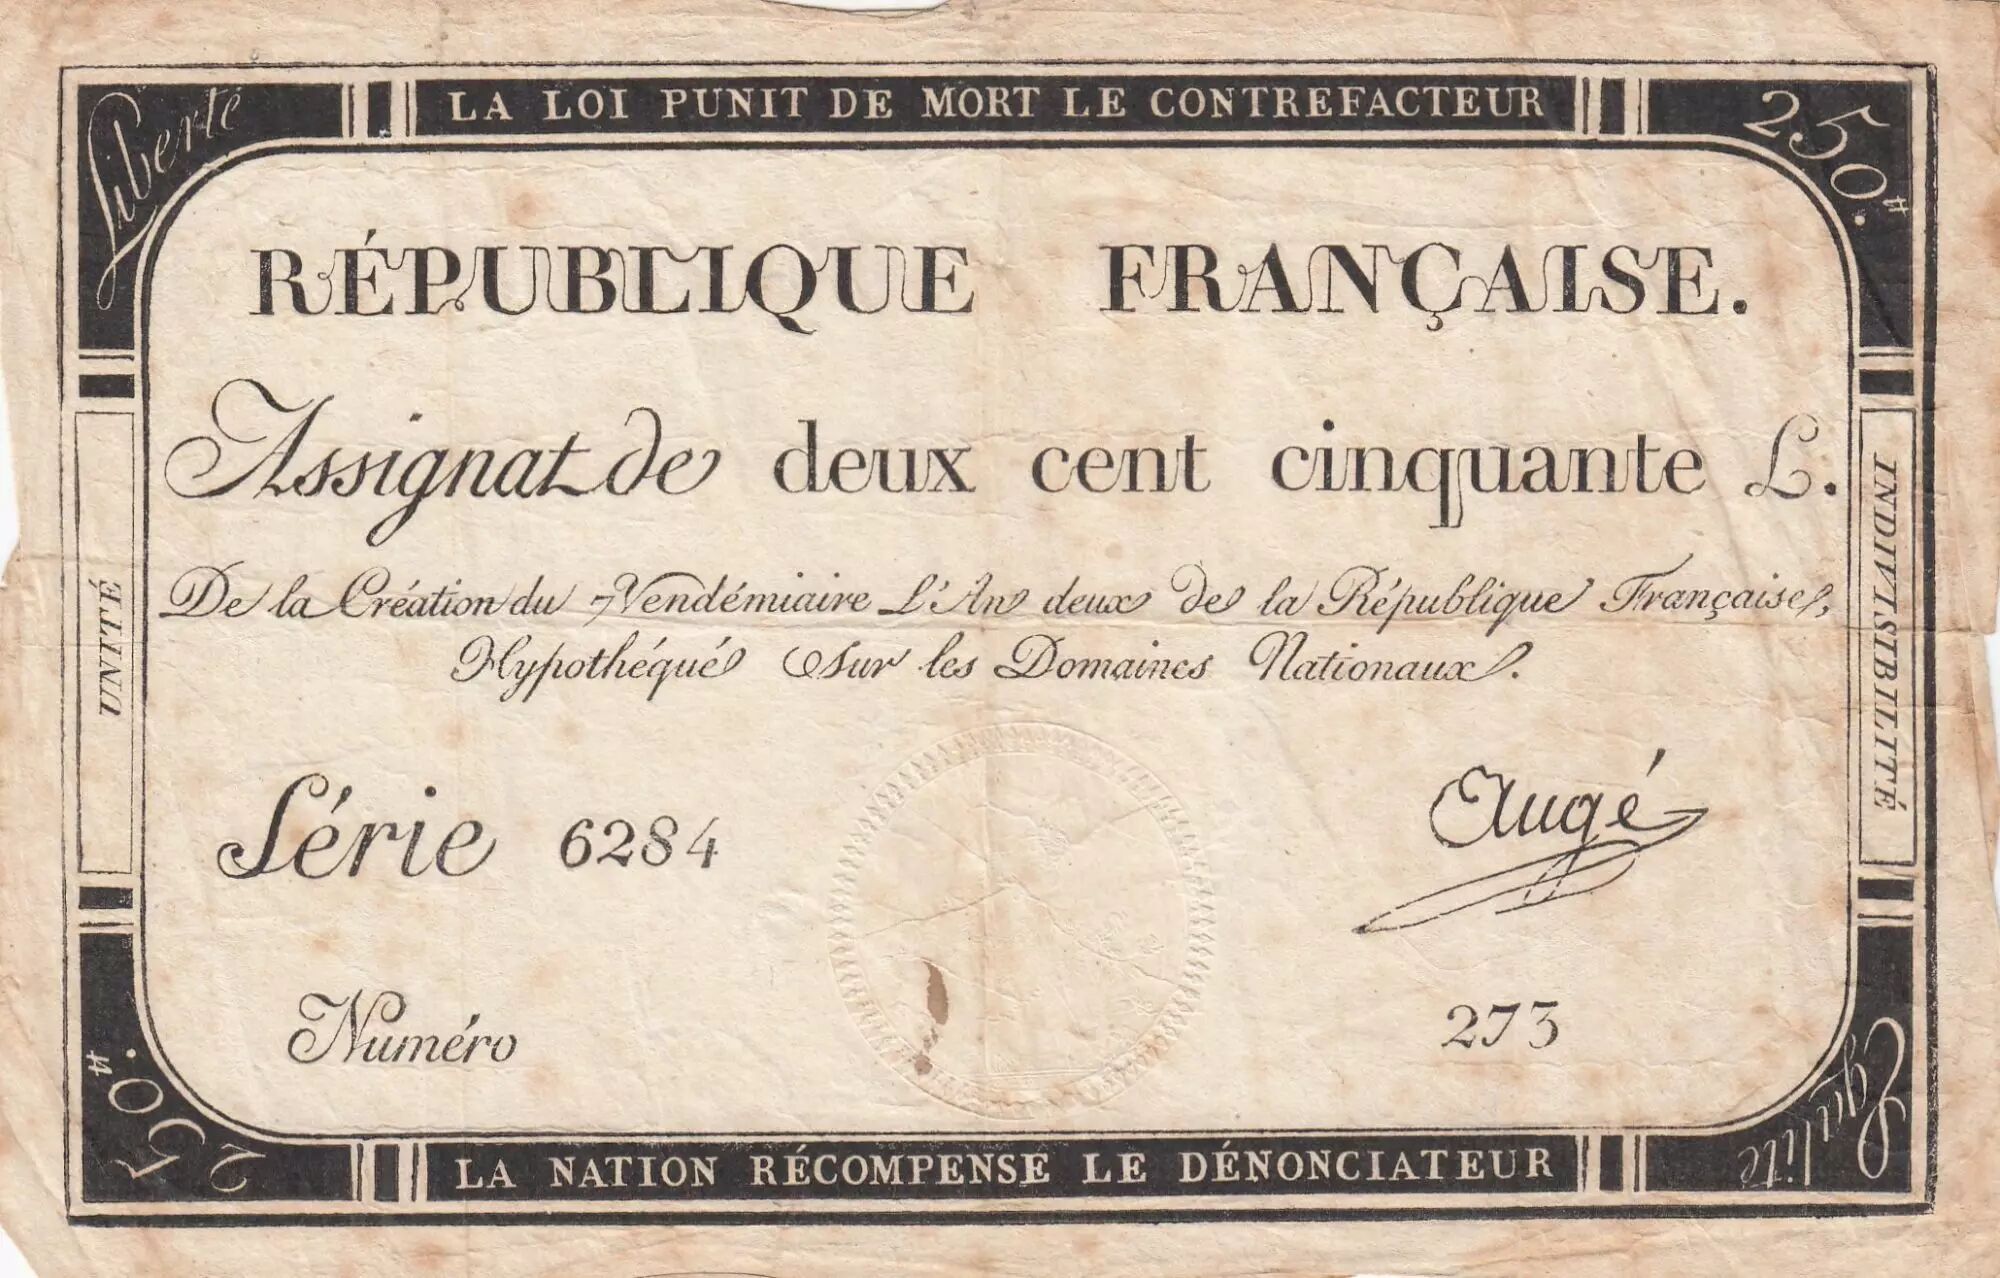 LA LOI PUNIT DE MORT LE CONTREFACTEUR
Liberté
250.
RÉPUBLIQUE FRANÇAISE.
Assignat de deux cent cinquante L.
De la Création du 7 Vendémiaire L'An deux de la République Française,
Hypothéqué Sur les Domaines Nationaux.
UNITÉ
INDIVISIBILITÉ
Série 6284
Augé
Numéro 273
250.
Egalité
LA NATION RÉCOMPENSE LE DÉNONCIATEUR